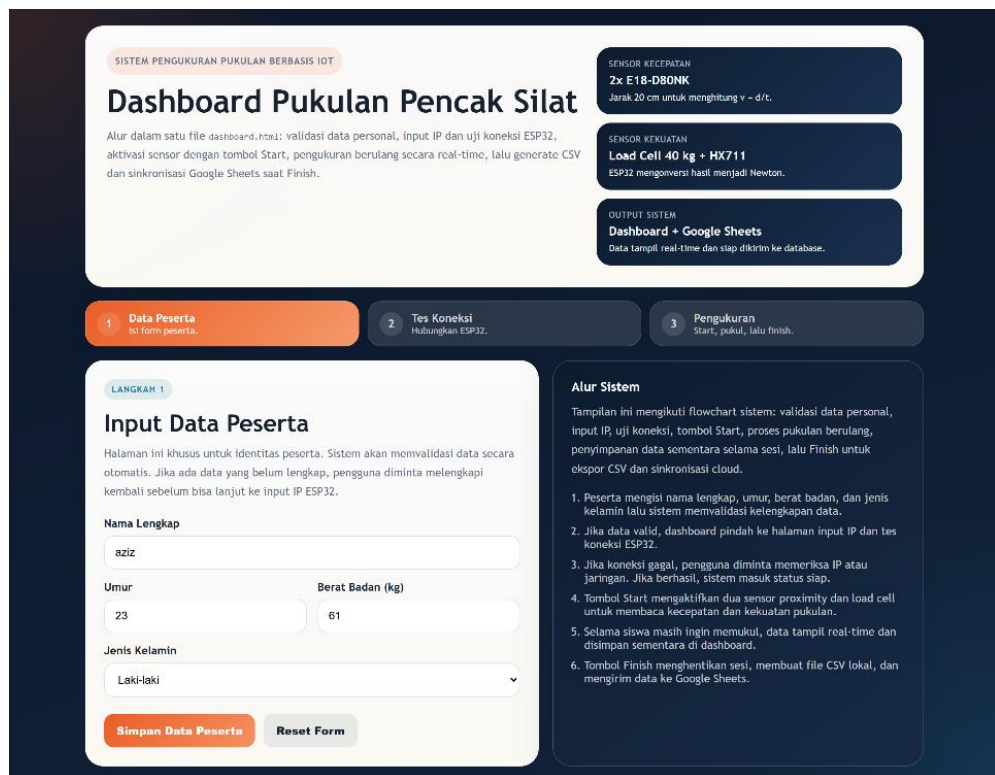 SISTEM PENGUKURAN PUKULAN BERBASIS IOT
Dashboard Pukulan Pencak Silat
Alur dalam satu file dashboard.html: validasi data personal, input IP dan uji koneksi ESP32,
aktivasi sensor dengan tombol Start, pengukuran berulang secara real-time, lalu generate CSV
dan sinkronisasi Google Sheets saat Finish.
SENSOR KECEPATAN
2x E18-D80NK
Jarak 20 cm untuk menghitung v = d/t.
SENSOR KEKUATAN
Load Cell 40 kg + HX711
ESP32 mengonversi hasil menjadi Newton.
OUTPUT SISTEM
Dashboard + Google Sheets
Data tampil real-time dan siap dikirim ke database.
1
Data Peserta
Isi form peserta.
2
Tes Koneksi
Hubungkan ESP32.
3
Pengukuran
Start, pukul, lalu finish.
LANGKAH 1
Input Data Peserta
Halaman ini khusus untuk identitas peserta. Sistem akan memvalidasi data secara
otomatis. Jika ada data yang belum lengkap, pengguna diminta melengkapi
kembali sebelum bisa lanjut ke input IP ESP32.
Nama Lengkap
aziz
Umur
Berat Badan (kg)
23
61
Jenis Kelamin
Laki-laki
Simpan Data Peserta
Reset Form
Alur Sistem
Tampilan ini mengikuti flowchart sistem: validasi data personal,
input IP, uji koneksi, tombol Start, proses pukulan berulang,
penyimpanan data sementara selama sesi, lalu Finish untuk
ekspor CSV dan sinkronisasi cloud.
1. Peserta mengisi nama lengkap, umur, berat badan, dan jenis
kelamin lalu sistem memvalidasi kelengkapan data.
2. Jika data valid, dashboard pindah ke halaman input IP dan tes
koneksi ESP32.
3. Jika koneksi gagal, pengguna diminta memeriksa IP atau
jaringan. Jika berhasil, sistem masuk status siap.
4. Tombol Start mengaktifkan dua sensor proximity dan load cell
untuk membaca kecepatan dan kekuatan pukulan.
5. Selama siswa masih ingin memukul, data tampil real-time dan
disimpan sementara di dashboard.
6. Tombol Finish menghentikan sesi, membuat file CSV lokal, dan
mengirim data ke Google Sheets.